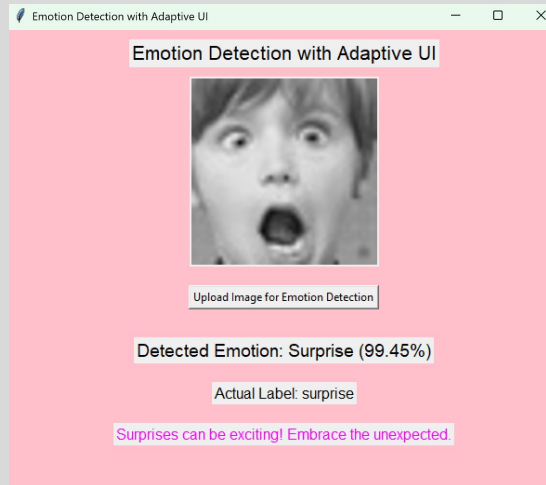 Emotion Detection with Adaptive UI
Emotion Detection with Adaptive UI
Upload Image for Emotion Detection
Detected Emotion: Surprise (99.45%)
Actual Label: surprise
Surprises can be exciting! Embrace the unexpected.